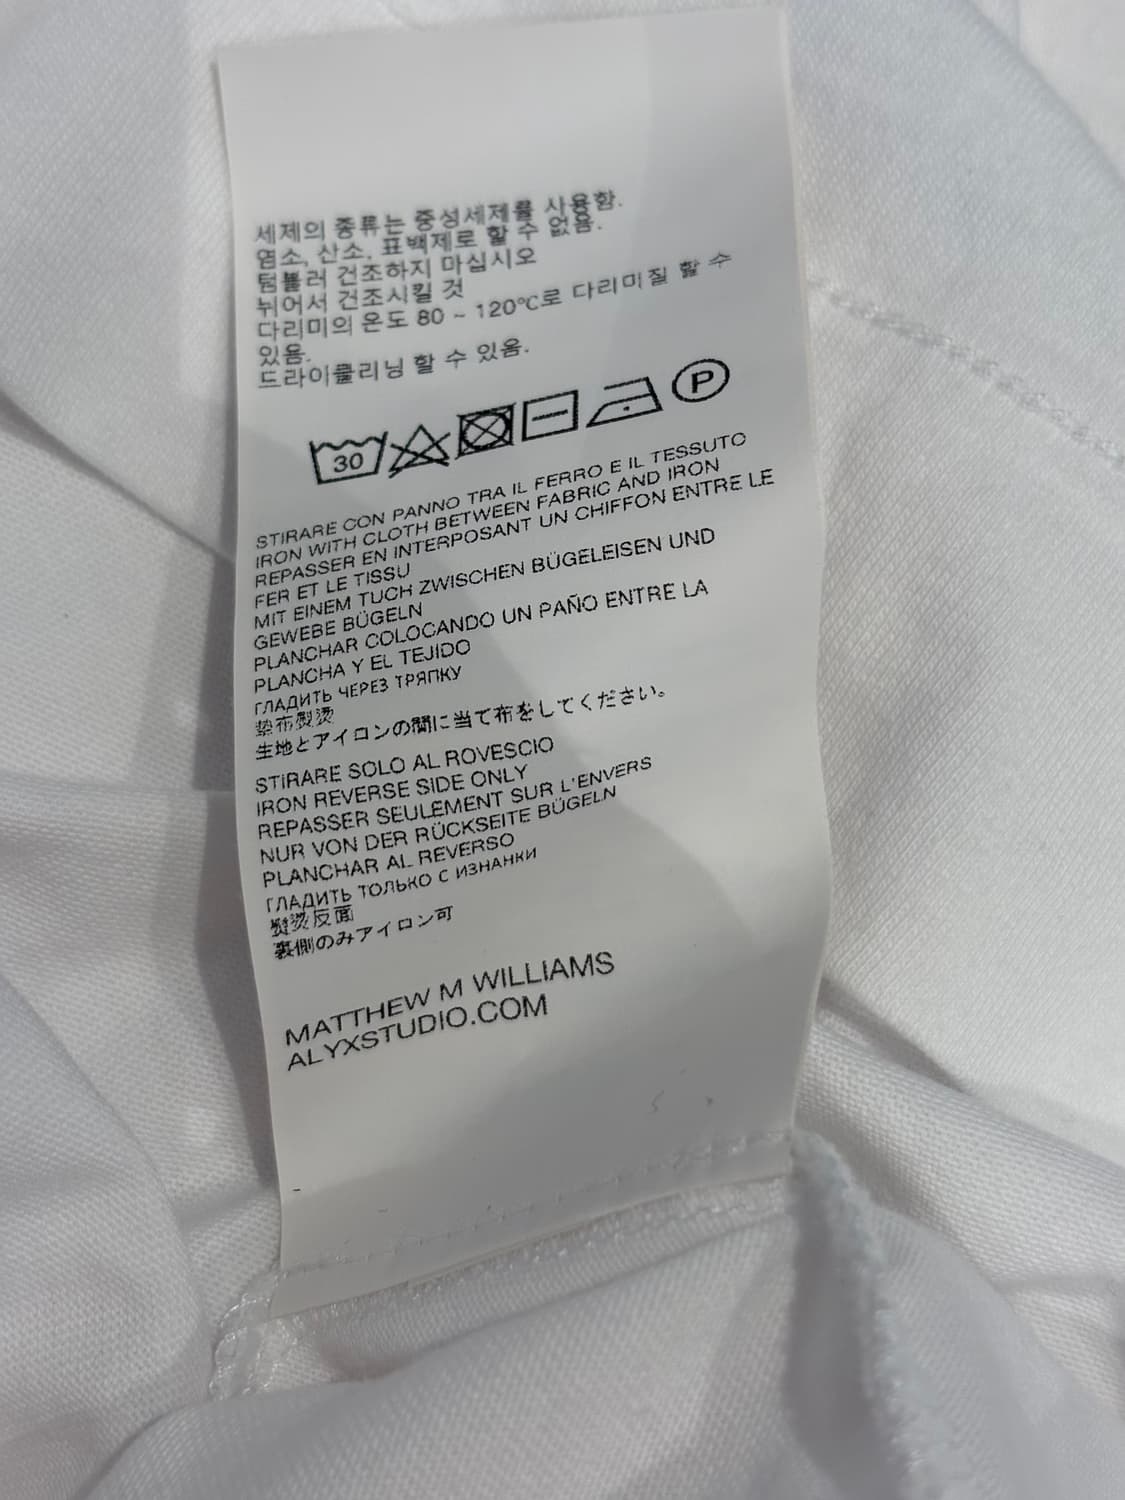 세제의 종류는 중성세제를 사용함.
염소, 산소, 표백제로 할 수 없음.
텀블러 건조하지 마십시오
뉘어서 건조시킬 것
다리미의 온도 80 ~ 120℃로 다리미질 할 수
있음.
드라이클리닝 할 수 있음.
30 P
STIRARE CON PANNO TRA IL FERRO E IL TESSUTO
IRON WITH CLOTH BETWEEN FABRIC AND IRON
REPASSER EN INTERPOSANT UN CHIFFON ENTRE LE
FER ET LE TISSU
MIT EINEM TUCH ZWISCHEN BÜGELEISEN UND
GEWEBE BÜGELN
PLANCHAR COLOCANDO UN PAÑO ENTRE LA
PLANCHA Y EL TEJIDO
ГЛАДИТЬ ЧЕРЕЗ ТРЯПКУ
垫布熨烫
生地とアイロンの間に当て布をしてください。
STIRARE SOLO AL ROVESCIO
IRON REVERSE SIDE ONLY
REPASSER SEULEMENT SUR L'ENVERS
NUR VON DER RÜCKSEITE BÜGELN
PLANCHAR AL REVERSO
ГЛАДИТЬ ТОЛЬКО С ИЗНАНКИ
熨烫反面
裏側のみアイロン可
MATTHEW M WILLIAMS
ALYXSTUDIO.COM